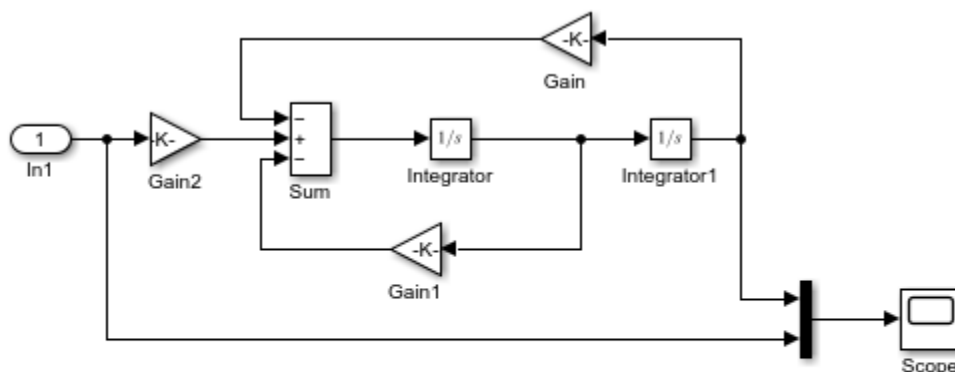 -K-
Gain
−
1
-K-
+
1/s
1/s
−
In1
Gain2
Sum
Integrator
Integrator1
-K-
Gain1
Scope